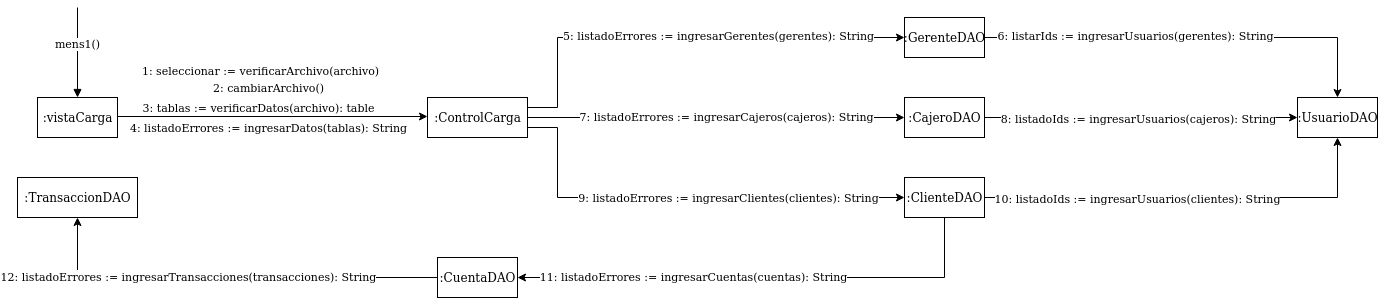 mens1()
1: seleccionar := verificarArchivo(archivo)
2: cambiarArchivo()
3: tablas := verificarDatos(archivo): table
4: listadoErrores := ingresarDatos(tablas): String
:vistaCarga
:ControlCarga
5: listadoErrores := ingresarGerentes(gerentes): String
:GerenteDAO
6: listarIds := ingresarUsuarios(gerentes): String
7: listadoErrores := ingresarCajeros(cajeros): String
:CajeroDAO
8: listadoIds := ingresarUsuarios(cajeros): String
:UsuarioDAO
:TransaccionDAO
9: listadoErrores := ingresarClientes(clientes): String
:ClienteDAO
10: listadoIds := ingresarUsuarios(clientes): String
12: listadoErrores := ingresarTransacciones(transacciones): String
:CuentaDAO
11: listadoErrores := ingresarCuentas(cuentas): String